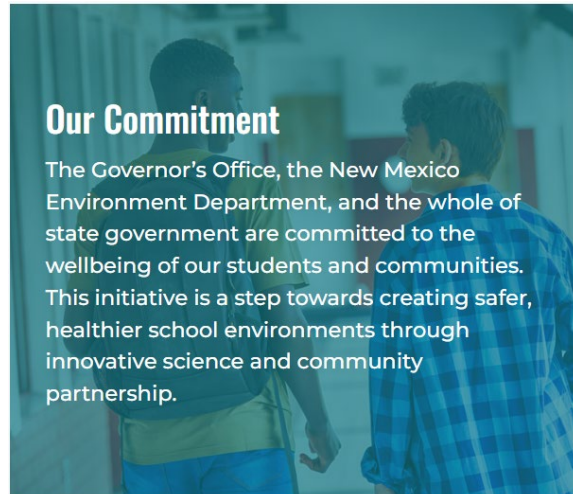 Our Commitment
The Governor’s Office, the New Mexico
Environment Department, and the whole of
state government are committed to the
wellbeing of our students and communities.
This initiative is a step towards creating safer,
healthier school environments through
innovative science and community
partnership.